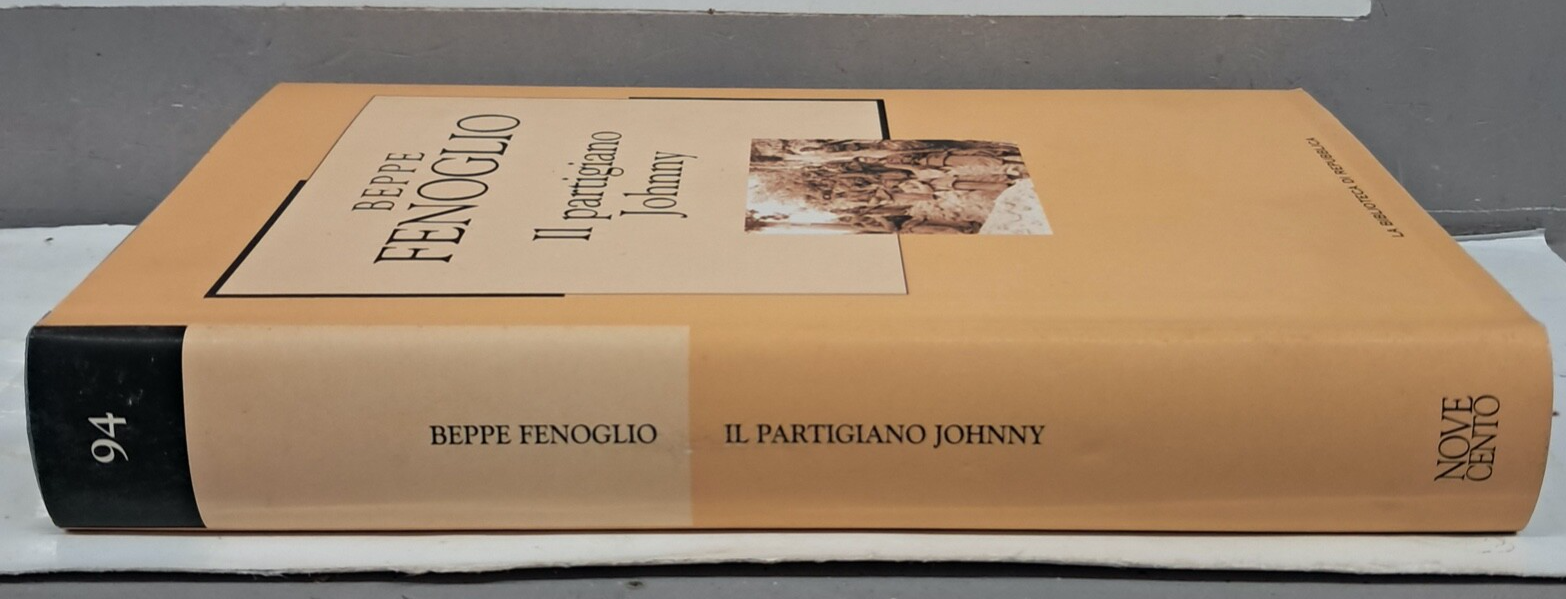 BEPPE
FENOGLIO
Il partigiano
Johnny
LA BIBLIOTECA DI REPUBBLICA
94
BEPPE FENOGLIO
IL PARTIGIANO JOHNNY
NOVE
CENTO